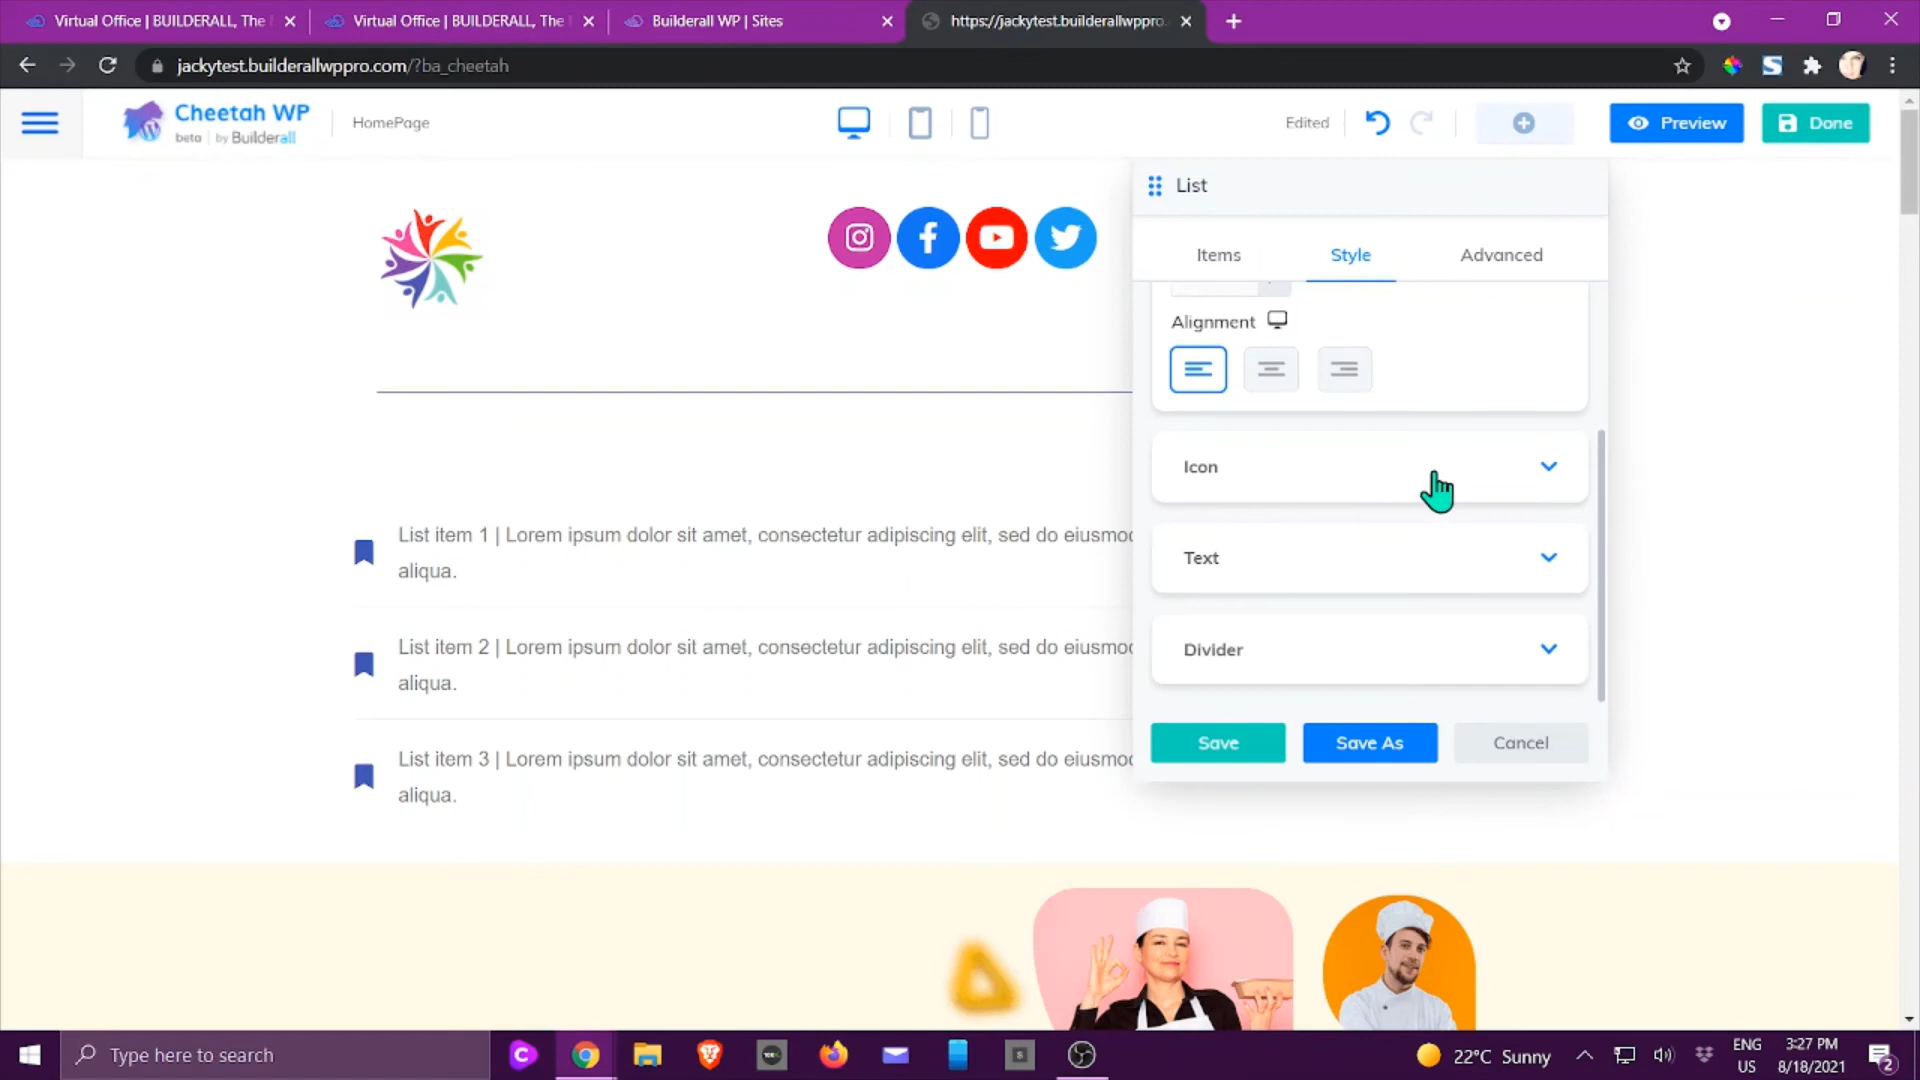 Virtual Office | BUILDERALL, The
Virtual Office | BUILDERALL, The
Builderall WP | Sites
https://jackytest.builderallwppro.
jackytest.builderallwppro.com/?ba_cheetah
Cheetah WP
beta | by Builderall
HomePage
Edited
Preview
Done
List
Items
Style
Advanced
Alignment
Icon
Text
Divider
Save
Save As
Cancel
List item 1 | Lorem ipsum dolor sit amet, consectetur adipiscing elit, sed do eiusmod
aliqua.
List item 2 | Lorem ipsum dolor sit amet, consectetur adipiscing elit, sed do eiusmod
aliqua.
List item 3 | Lorem ipsum dolor sit amet, consectetur adipiscing elit, sed do eiusmod
aliqua.
Type here to search
22°C Sunny
ENG
US
3:27 PM
8/18/2021
2